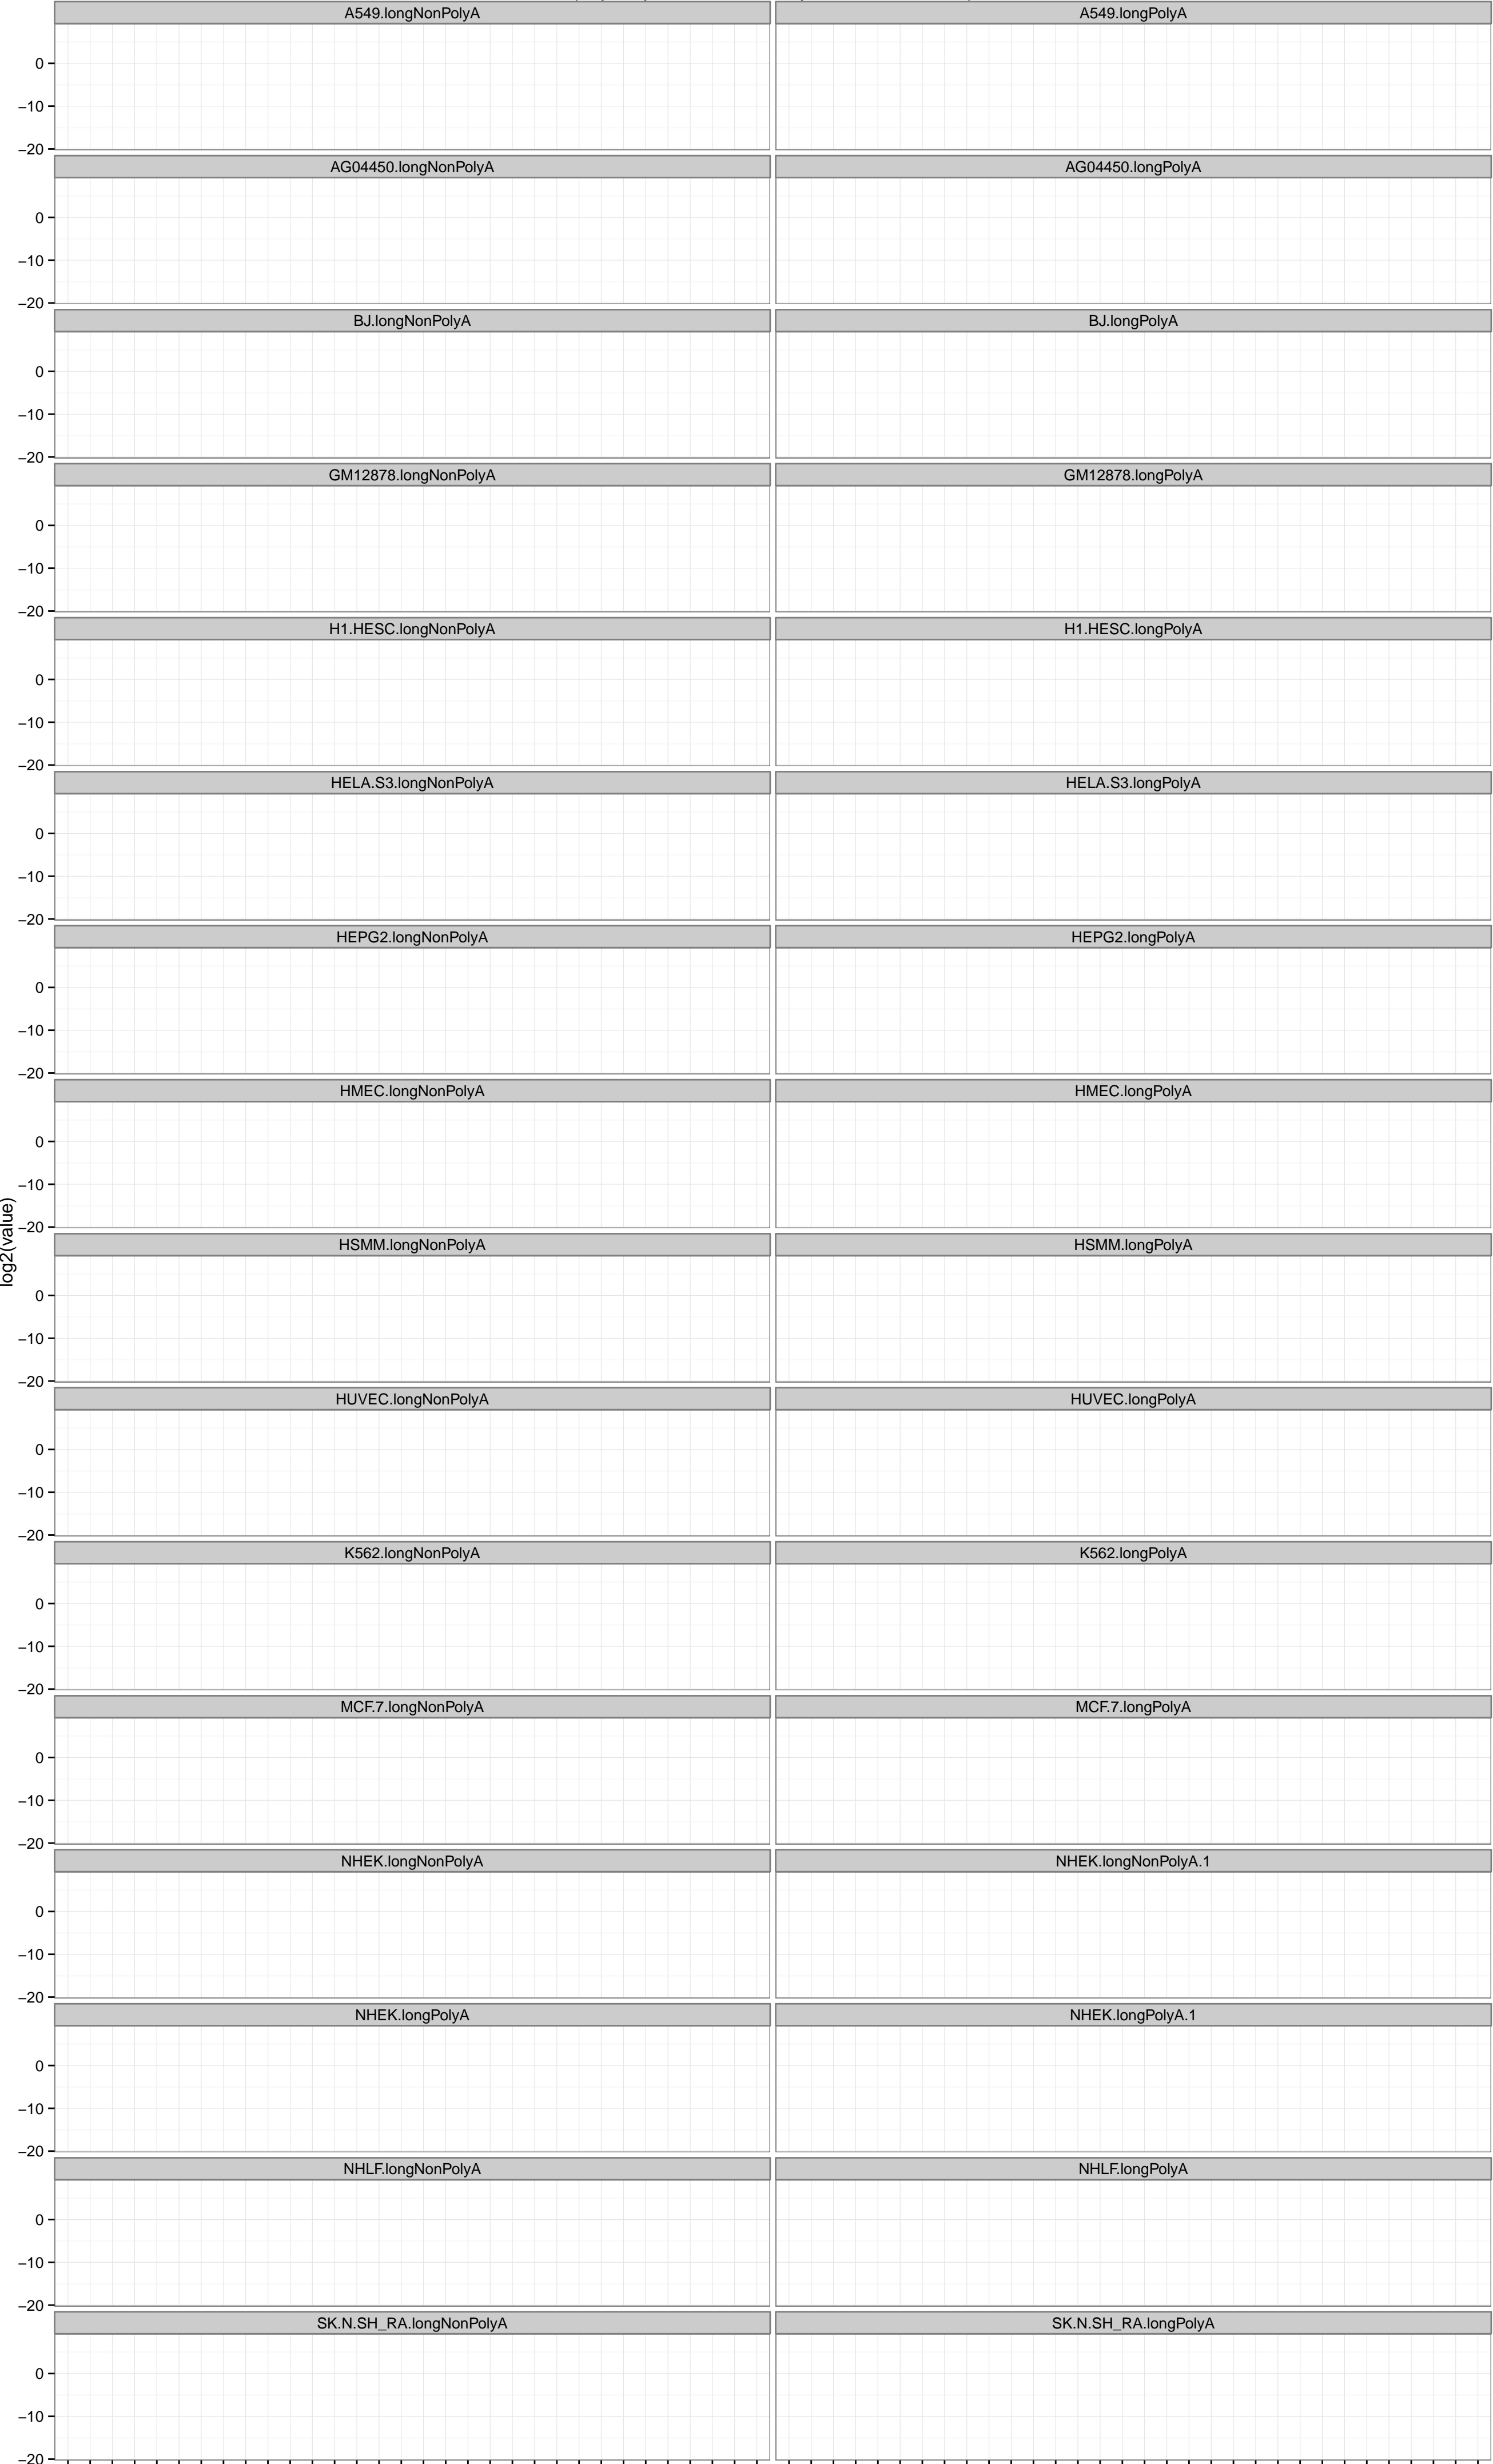 A549.longNonPolyA A549.longPolyA
0
–10
–20
AG04450.longNonPolyA AG04450.longPolyA
0
–10
–20
BJ.longNonPolyA BJ.longPolyA
0
–10
–20
GM12878.longNonPolyA GM12878.longPolyA
0
–10
–20
H1.HESC.longNonPolyA H1.HESC.longPolyA
0
–10
–20
HELA.S3.longNonPolyA HELA.S3.longPolyA
0
–10
–20
HEPG2.longNonPolyA HEPG2.longPolyA
0
–10
–20
HMEC.longNonPolyA HMEC.longPolyA
0
–10
–20
log2(value)
HSMM.longNonPolyA HSMM.longPolyA
0
–10
–20
HUVEC.longNonPolyA HUVEC.longPolyA
0
–10
–20
K562.longNonPolyA K562.longPolyA
0
–10
–20
MCF.7.longNonPolyA MCF.7.longPolyA
0
–10
–20
NHEK.longNonPolyA NHEK.longNonPolyA.1
0
–10
–20
NHEK.longPolyA NHEK.longPolyA.1
0
–10
–20
NHLF.longNonPolyA NHLF.longPolyA
0
–10
–20
SK.N.SH_RA.longNonPolyA SK.N.SH_RA.longPolyA
0
–10
–20